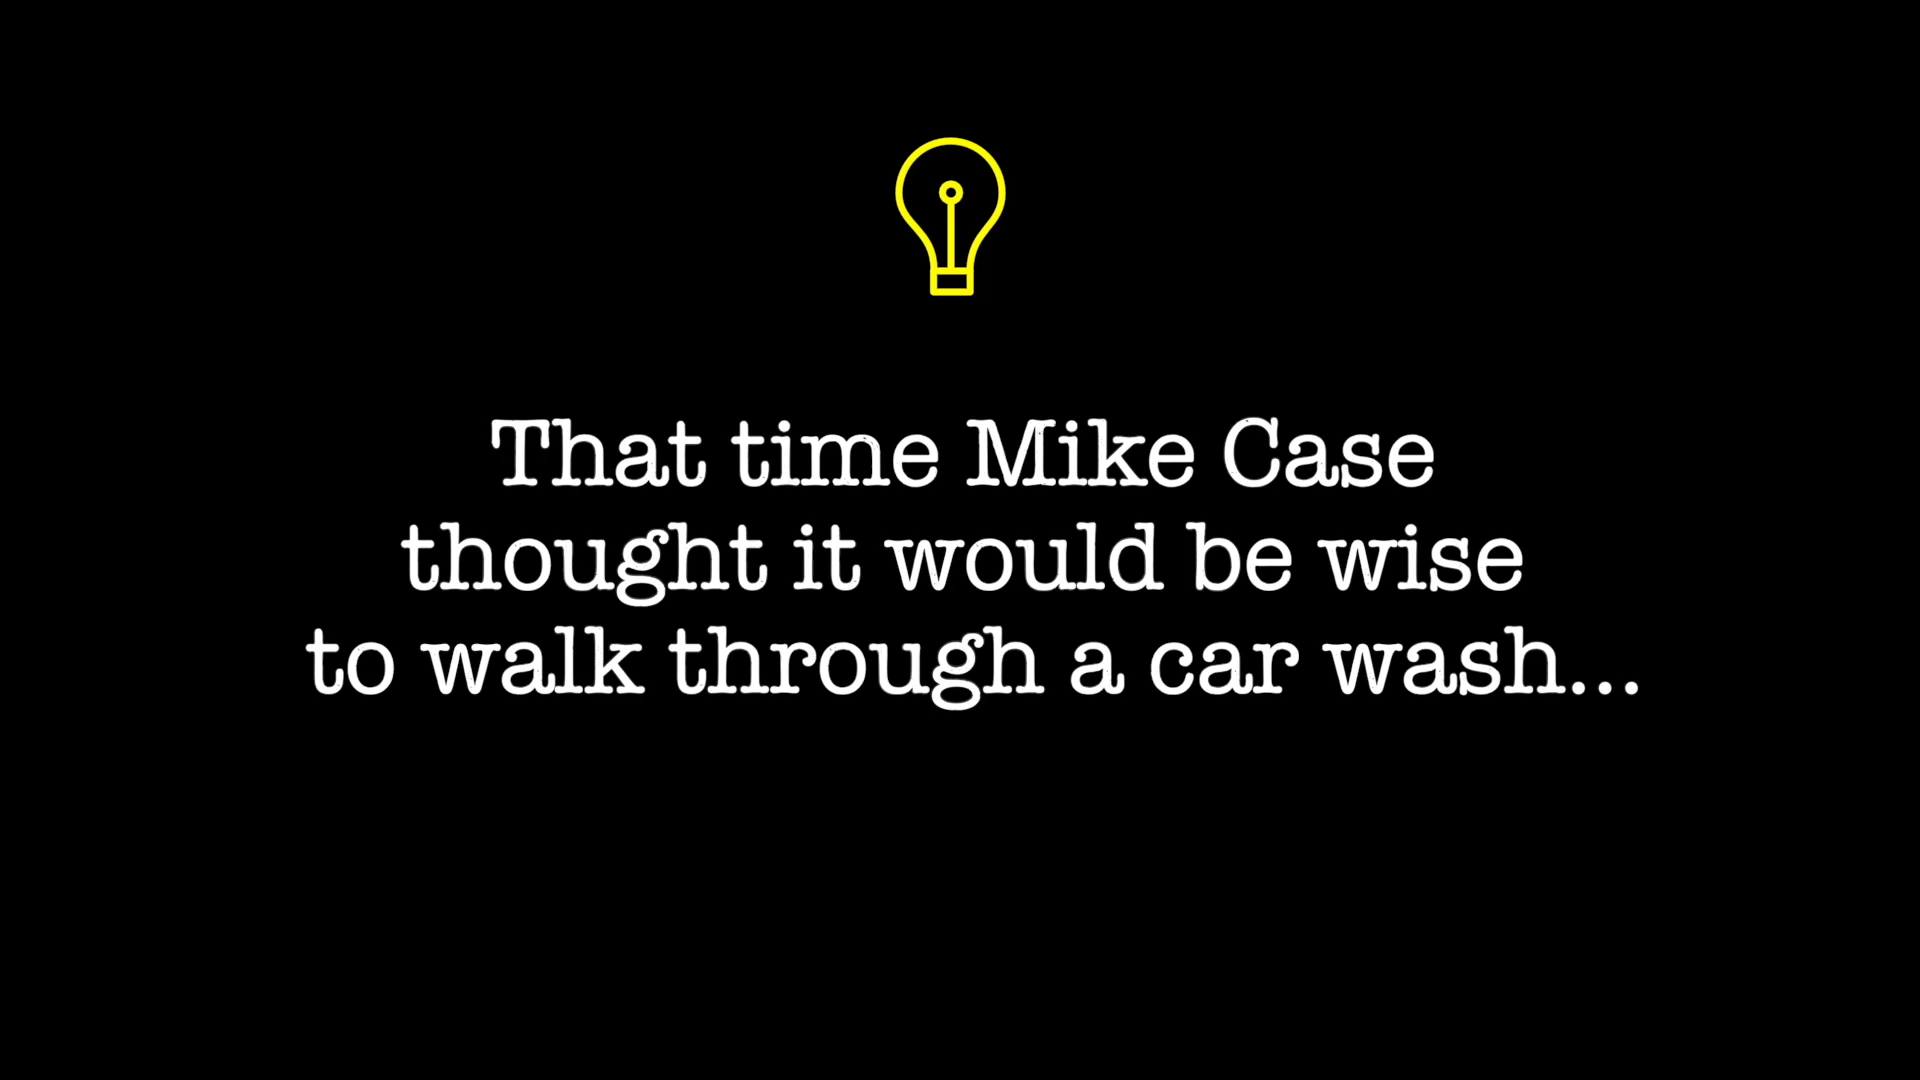 That time Mike Case
thought it would be wise
to walk through a car wash...